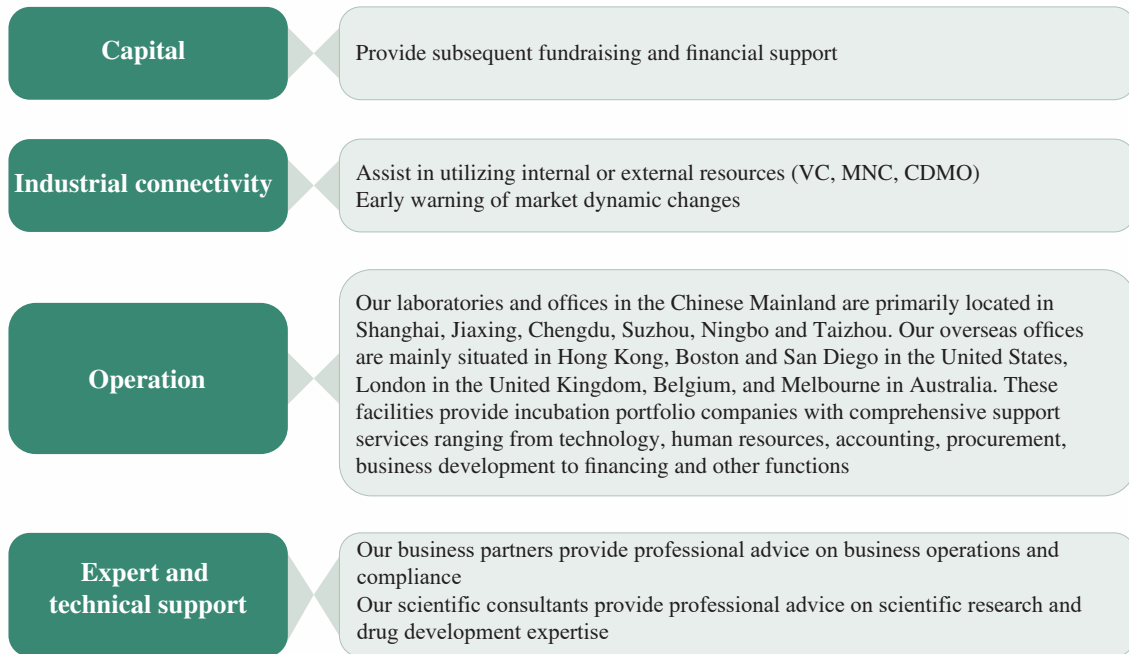 Capital
Provide subsequent fundraising and financial support
Industrial connectivity
Assist in utilizing internal or external resources (VC, MNC, CDMO)
Early warning of market dynamic changes
Operation
Our laboratories and offices in the Chinese Mainland are primarily located in
Shanghai, Jiaxing, Chengdu, Suzhou, Ningbo and Taizhou. Our overseas offices
are mainly situated in Hong Kong, Boston and San Diego in the United States,
London in the United Kingdom, Belgium, and Melbourne in Australia. These
facilities provide incubation portfolio companies with comprehensive support
services ranging from technology, human resources, accounting, procurement,
business development to financing and other functions
Expert and
technical support
Our business partners provide professional advice on business operations and
compliance
Our scientific consultants provide professional advice on scientific research and
drug development expertise